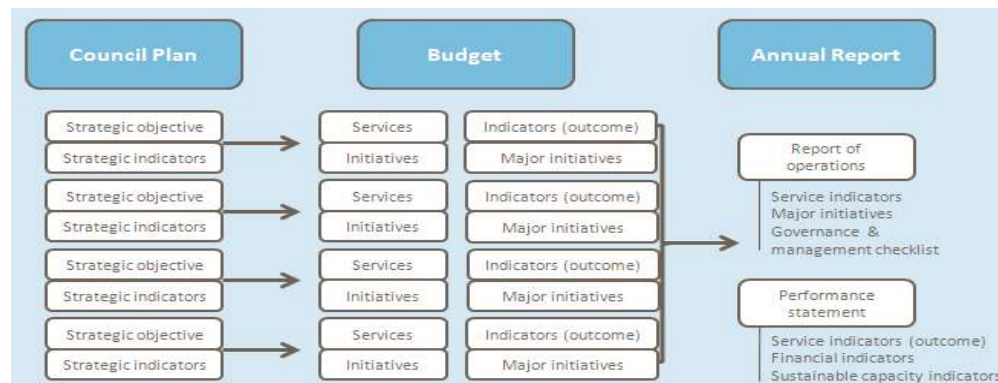 Council Plan
Budget
Annual Report
Strategic objective
Strategic indicators
Services
Initiatives
Indicators (outcome)
Major initiatives
Strategic objective
Strategic indicators
Services
Initiatives
Indicators (outcome)
Major initiatives
Strategic objective
Strategic indicators
Services
Initiatives
Indicators (outcome)
Major initiatives
Strategic objective
Strategic indicators
Services
Initiatives
Indicators (outcome)
Major initiatives
Report of
operations
Service indicators
Major initiatives
Governance &
management checklist
Performance
statement
Service indicators (outcome)
Financial indicators
Sustainable capacity indicators